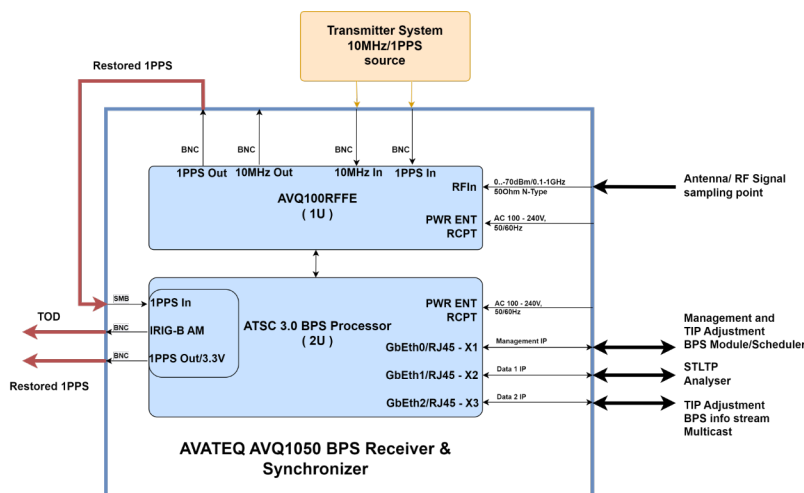 Transmitter System
10MHz/1PPS
source
Restored 1PPS
BNC
BNC
BNC
BNC
1PPS Out
10MHz Out
10MHz In
1PPS In
RFIn
0..-70dBm/0.1-1GHz
50Ohm N-Type
Antenna/ RF Signal
sampling point
AVQ100RFFE
( 1U )
PWR ENT
RCPT
AC 100 - 240V,
50/60Hz
SMB
1PPS In
TOD
BNC
IRIG-B AM
BNC
1PPS Out/3.3V
Restored 1PPS
ATSC 3.0 BPS Processor
( 2U )
PWR ENT
RCPT
AC 100 - 240V,
50/60Hz
GbEth0/RJ45 - X1
Management IP
Management and
TIP Adjustment
BPS Module/Scheduler
GbEth1/RJ45 - X2
Data 1 IP
STLTP
Analyser
GbEth2/RJ45 - X3
Data 2 IP
TIP Adjustment
BPS info stream
Multicast
AVATEQ AVQ1050 BPS Receiver &
Synchronizer